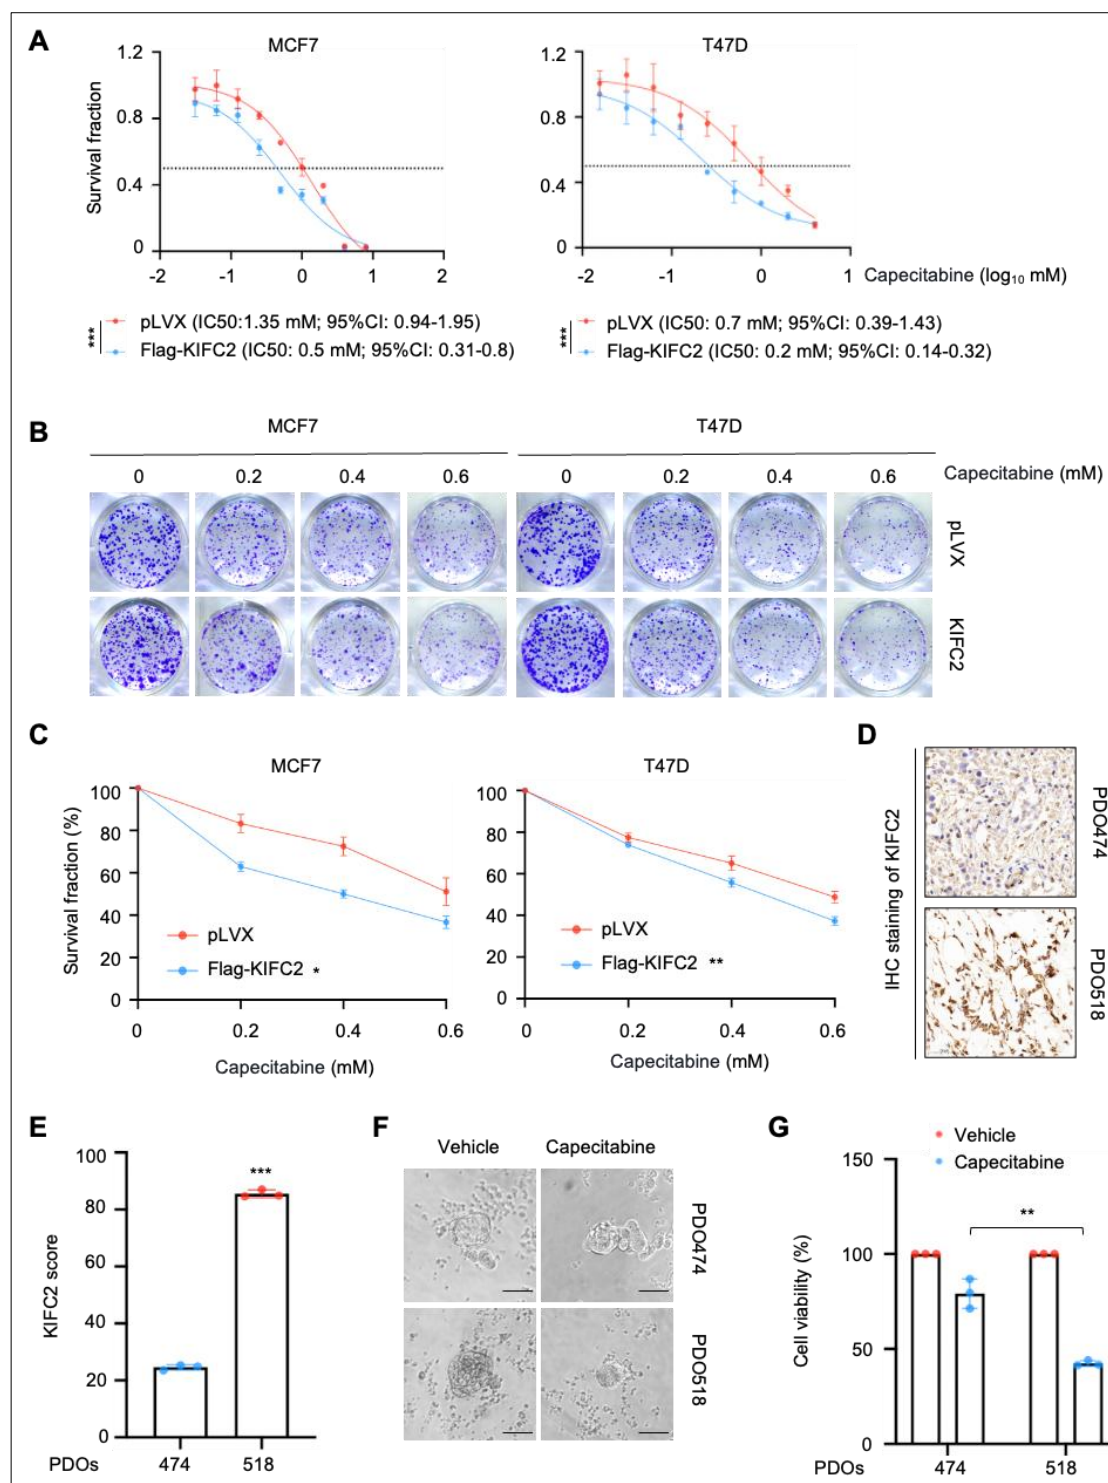 A
MCF7
T47D
1.2
0.8
0.4
0
Survival fraction
-2
-1
0
1
2
1.2
0.8
0.4
0
-2
-1
0
1
Capecitabine (log10 mM)
*** pLVX (IC50:1.35 mM; 95%CI: 0.94-1.95)
Flag-KIFC2 (IC50: 0.5 mM; 95%CI: 0.31-0.8)
*** pLVX (IC50: 0.7 mM; 95%CI: 0.39-1.43)
Flag-KIFC2 (IC50: 0.2 mM; 95%CI: 0.14-0.32)
B
MCF7
T47D
0 0.2 0.4 0.6 0 0.2 0.4 0.6 Capecitabine (mM)
pLVX
KIFC2
C
MCF7
100
80
60
40
20
0
Survival fraction (%)
pLVX
Flag-KIFC2 *
0 0.2 0.4 0.6
Capecitabine (mM)
T47D
100
80
60
40
20
0
pLVX
Flag-KIFC2 **
0 0.2 0.4 0.6
Capecitabine (mM)
D
IHC staining of KIFC2
PDO474
PDO518
E
100
80
60
40
20
0
KIFC2 score
***
PDOs 474 518
F
Vehicle Capecitabine
PDO474
PDO518
G
Vehicle
Capecitabine
150
100
50
0
Cell viability (%)
**
PDOs 474 518